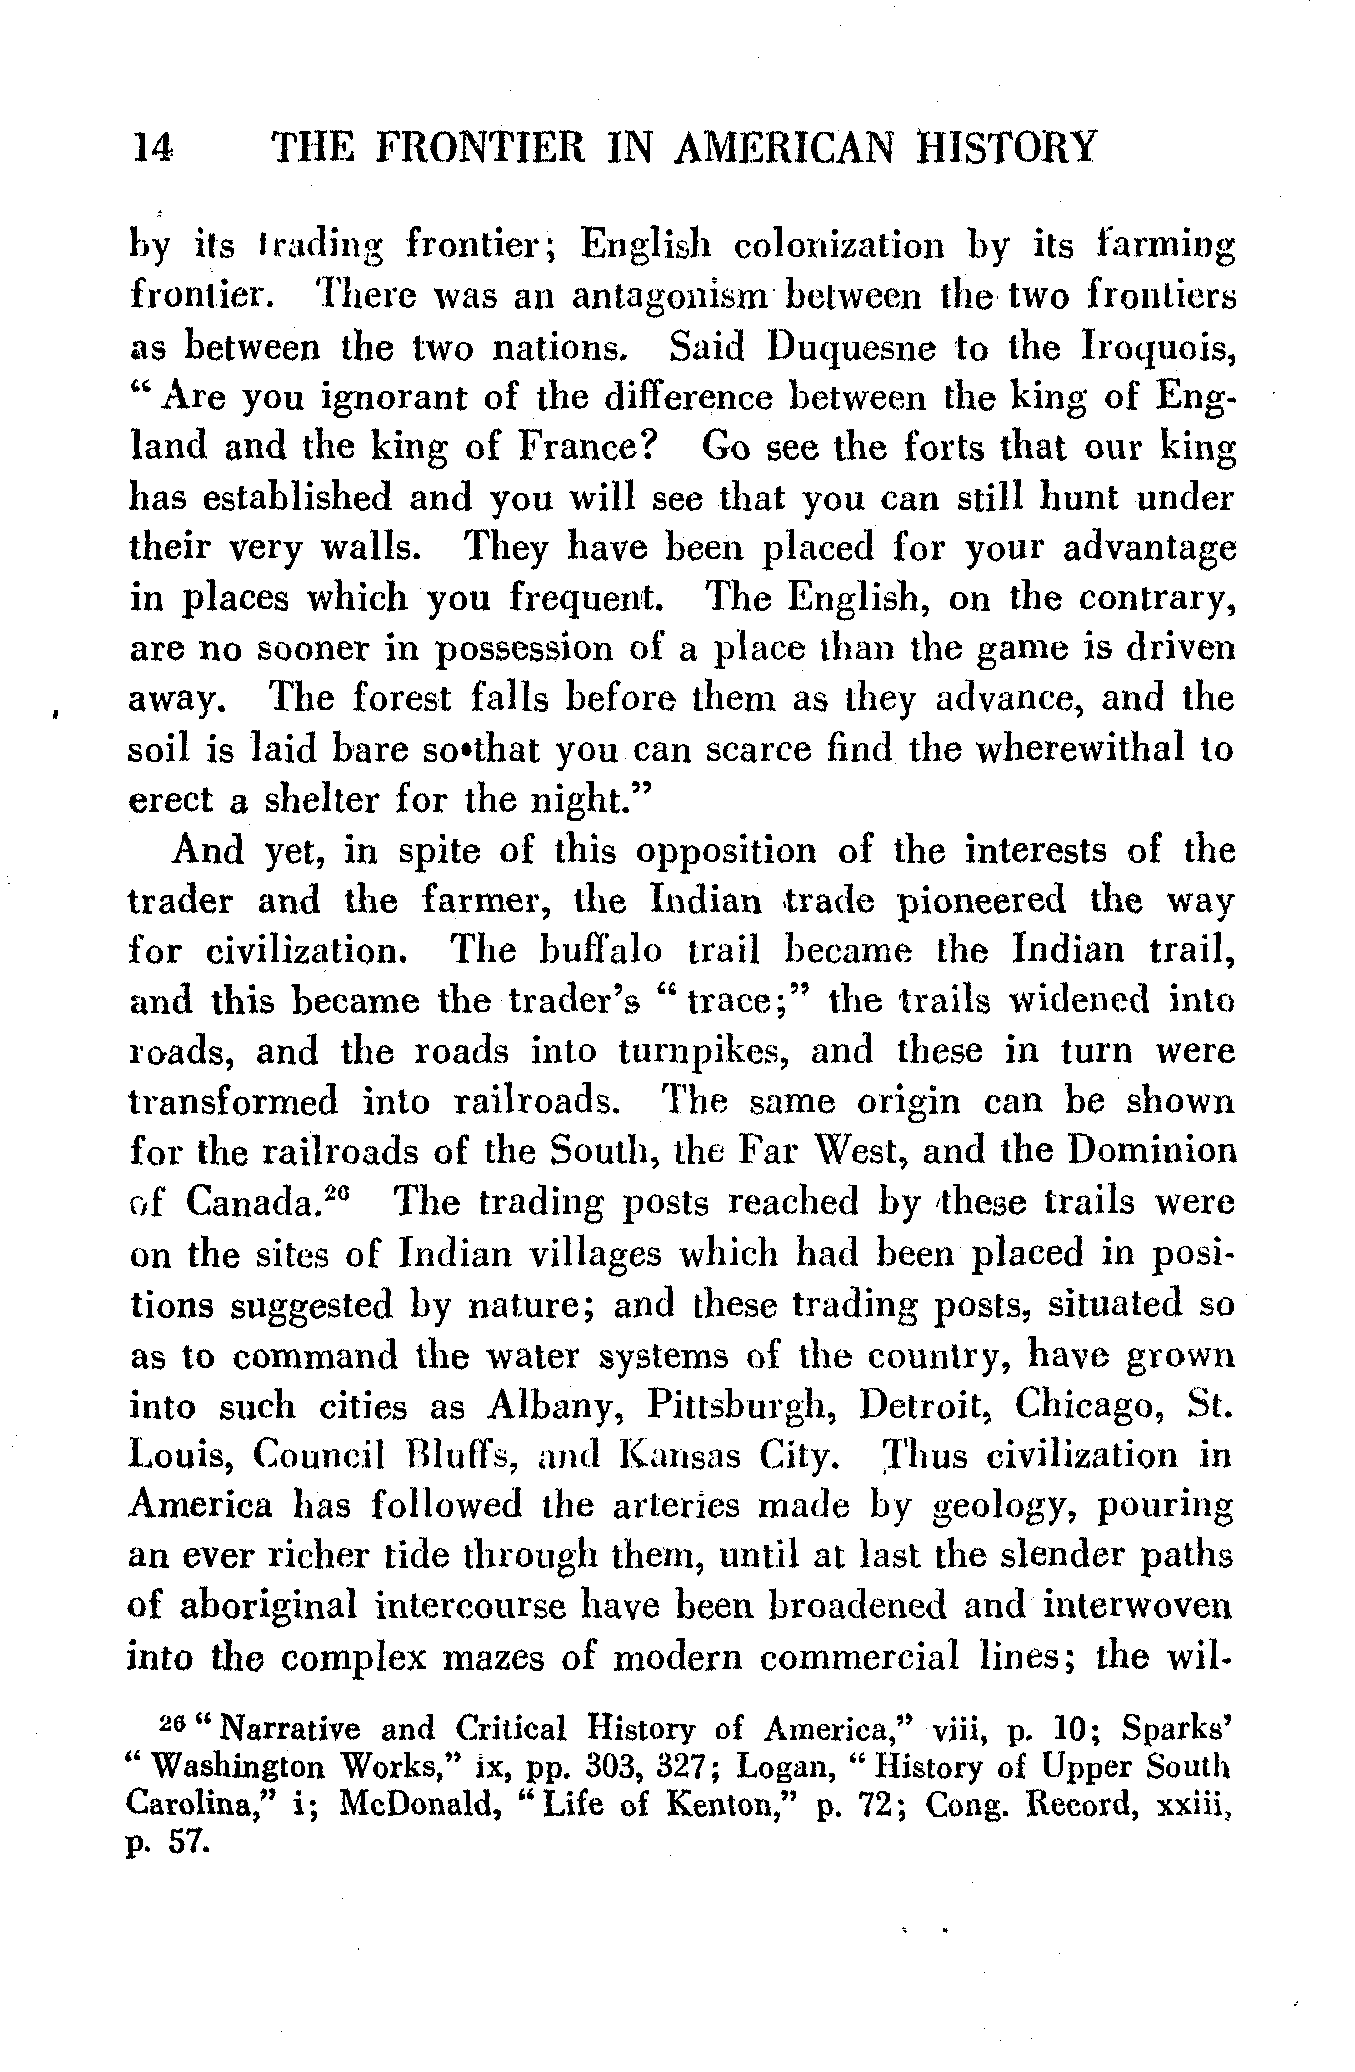 14 THE FRONTIER IN AMERICAN HISTORY
by its trading frontier; English colonization by its farming
frontier. There was an antagonism between the two frontiers
as between the two nations. Said Duquesne to the Iroquois,
“ Are you ignorant of the difference between the king of Eng-
land and the king of France? Go see the forts that our king
has established and you will see that you can still hunt under
their very walls. They have been placed for your advantage
in places which you frequent. The English, on the contrary,
are no sooner in possession of a place than the game is driven
away. The forest falls before them as they advance, and the
soil is laid bare so that you can scarce find the wherewithal to
erect a shelter for the night.”
And yet, in spite of this opposition of the interests of the
trader and the farmer, the Indian trade pioneered the way
for civilization. The buffalo trail became the Indian trail,
and this became the trader’s “ trace;” the trails widened into
roads, and the roads into turnpikes, and these in turn were
transformed into railroads. The same origin can be shown
for the railroads of the South, the Far West, and the Dominion
of Canada.²⁶ The trading posts reached by these trails were
on the sites of Indian villages which had been placed in posi-
tions suggested by nature; and these trading posts, situated so
as to command the water systems of the country, have grown
into such cities as Albany, Pittsburgh, Detroit, Chicago, St.
Louis, Council Bluffs, and Kansas City. Thus civilization in
America has followed the arteries made by geology, pouring
an ever richer tide through them, until at last the slender paths
of aboriginal intercourse have been broadened and interwoven
into the complex mazes of modern commercial lines; the wil-
²⁶ “ Narrative and Critical History of America,” viii, p. 10; Sparks’
“ Washington Works,” ix, pp. 303, 327; Logan, “ History of Upper South
Carolina,” i; McDonald, “ Life of Kenton,” p. 72; Cong. Record, xxiii,
p. 57.